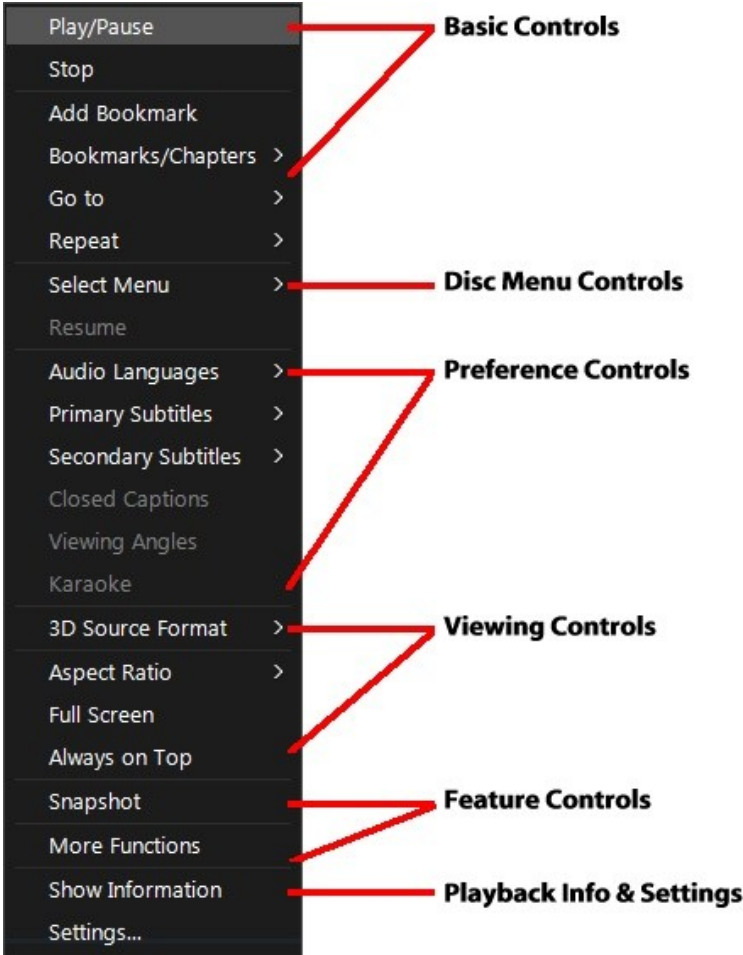 Play/Pause
Basic Controls
Stop
Add Bookmark
Bookmarks/Chapters >
Go to >
Repeat >
Select Menu >
Disc Menu Controls
Resume
Audio Languages >
Preference Controls
Primary Subtitles >
Secondary Subtitles >
Closed Captions
Viewing Angles
Karaoke
3D Source Format >
Viewing Controls
Aspect Ratio >
Full Screen
Always on Top
Snapshot
Feature Controls
More Functions
Show Information
Playback Info & Settings
Settings...